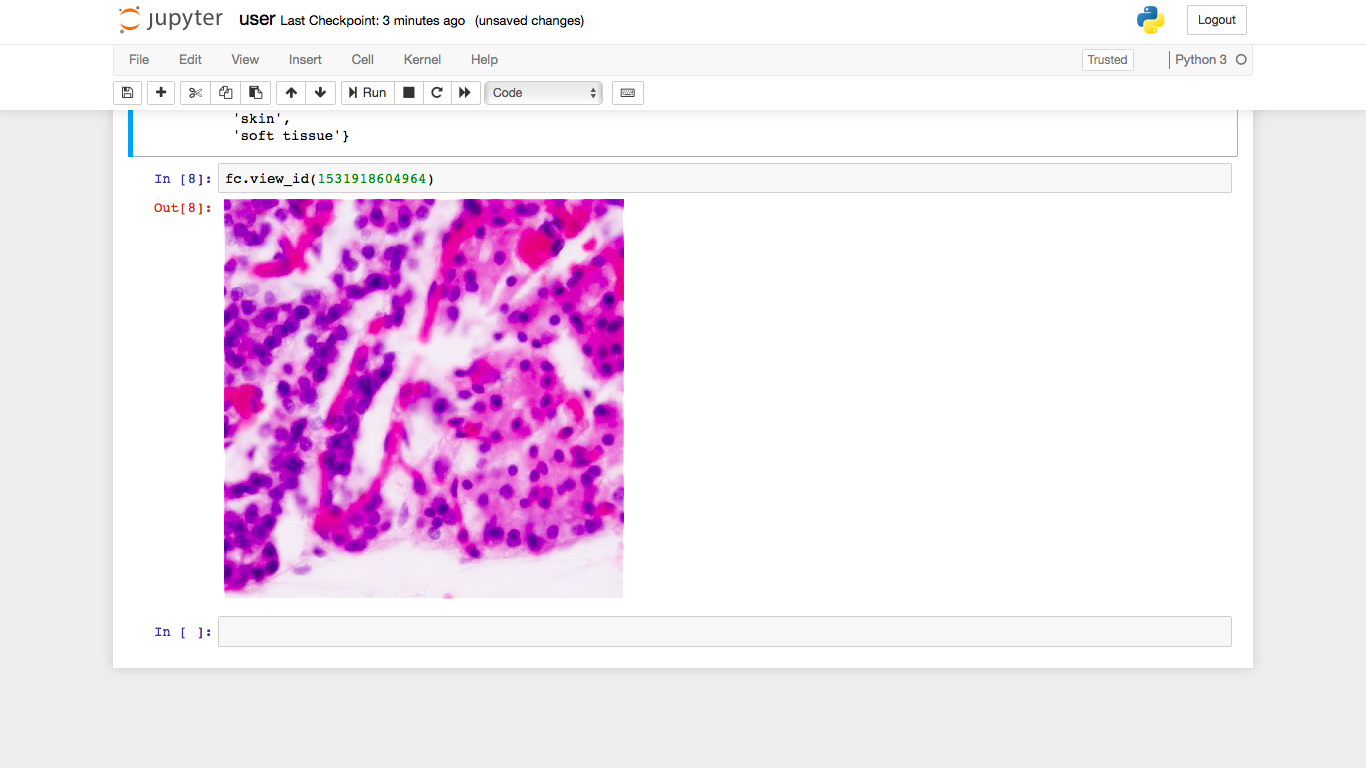 jupyter user Last Checkpoint: 3 minutes ago (unsaved changes)
Logout
File Edit View Insert Cell Kernel Help
Trusted
Python 3
Run
Code
'skin',
'soft tissue'}
In [8]: fc.view_id(1531918604964)
Out[8]:
In [ ]: